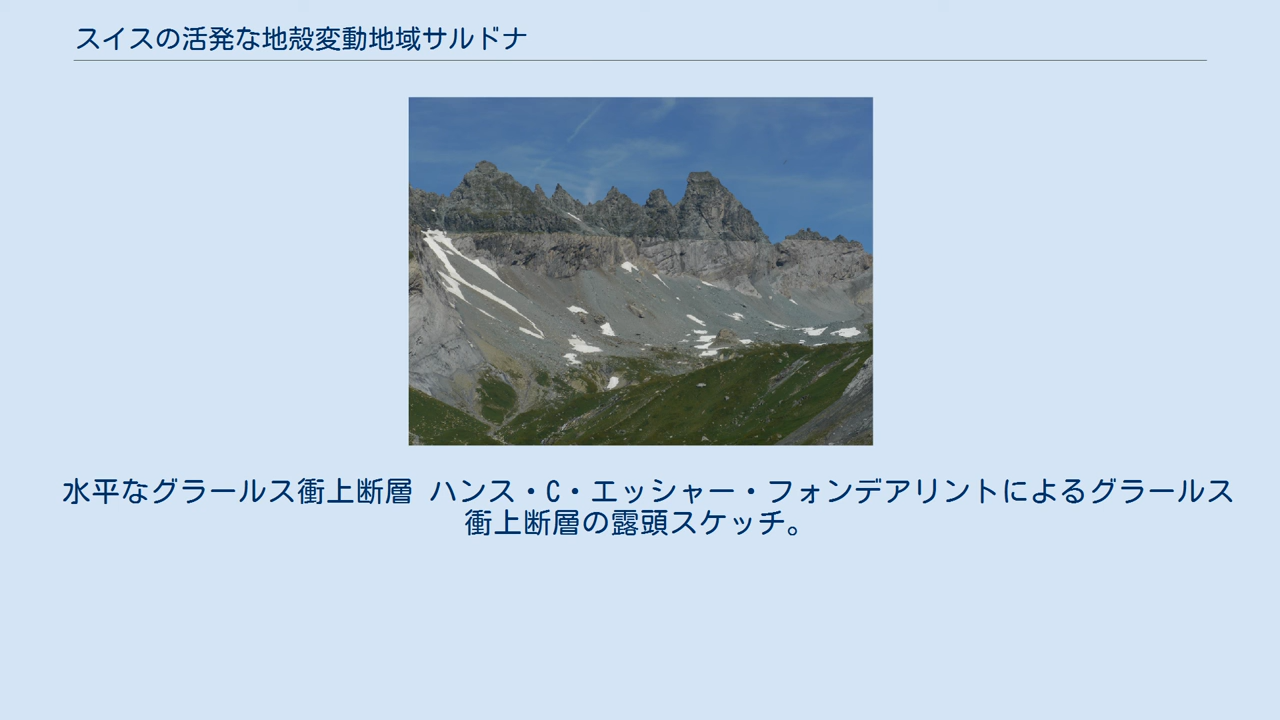 スイスの活発な地殻変動地域サルドナ
水平なグラールス衝上断層 ハンス・C・エッシャー・フォンデアリントによるグラールス
衝上断層の露頭スケッチ。